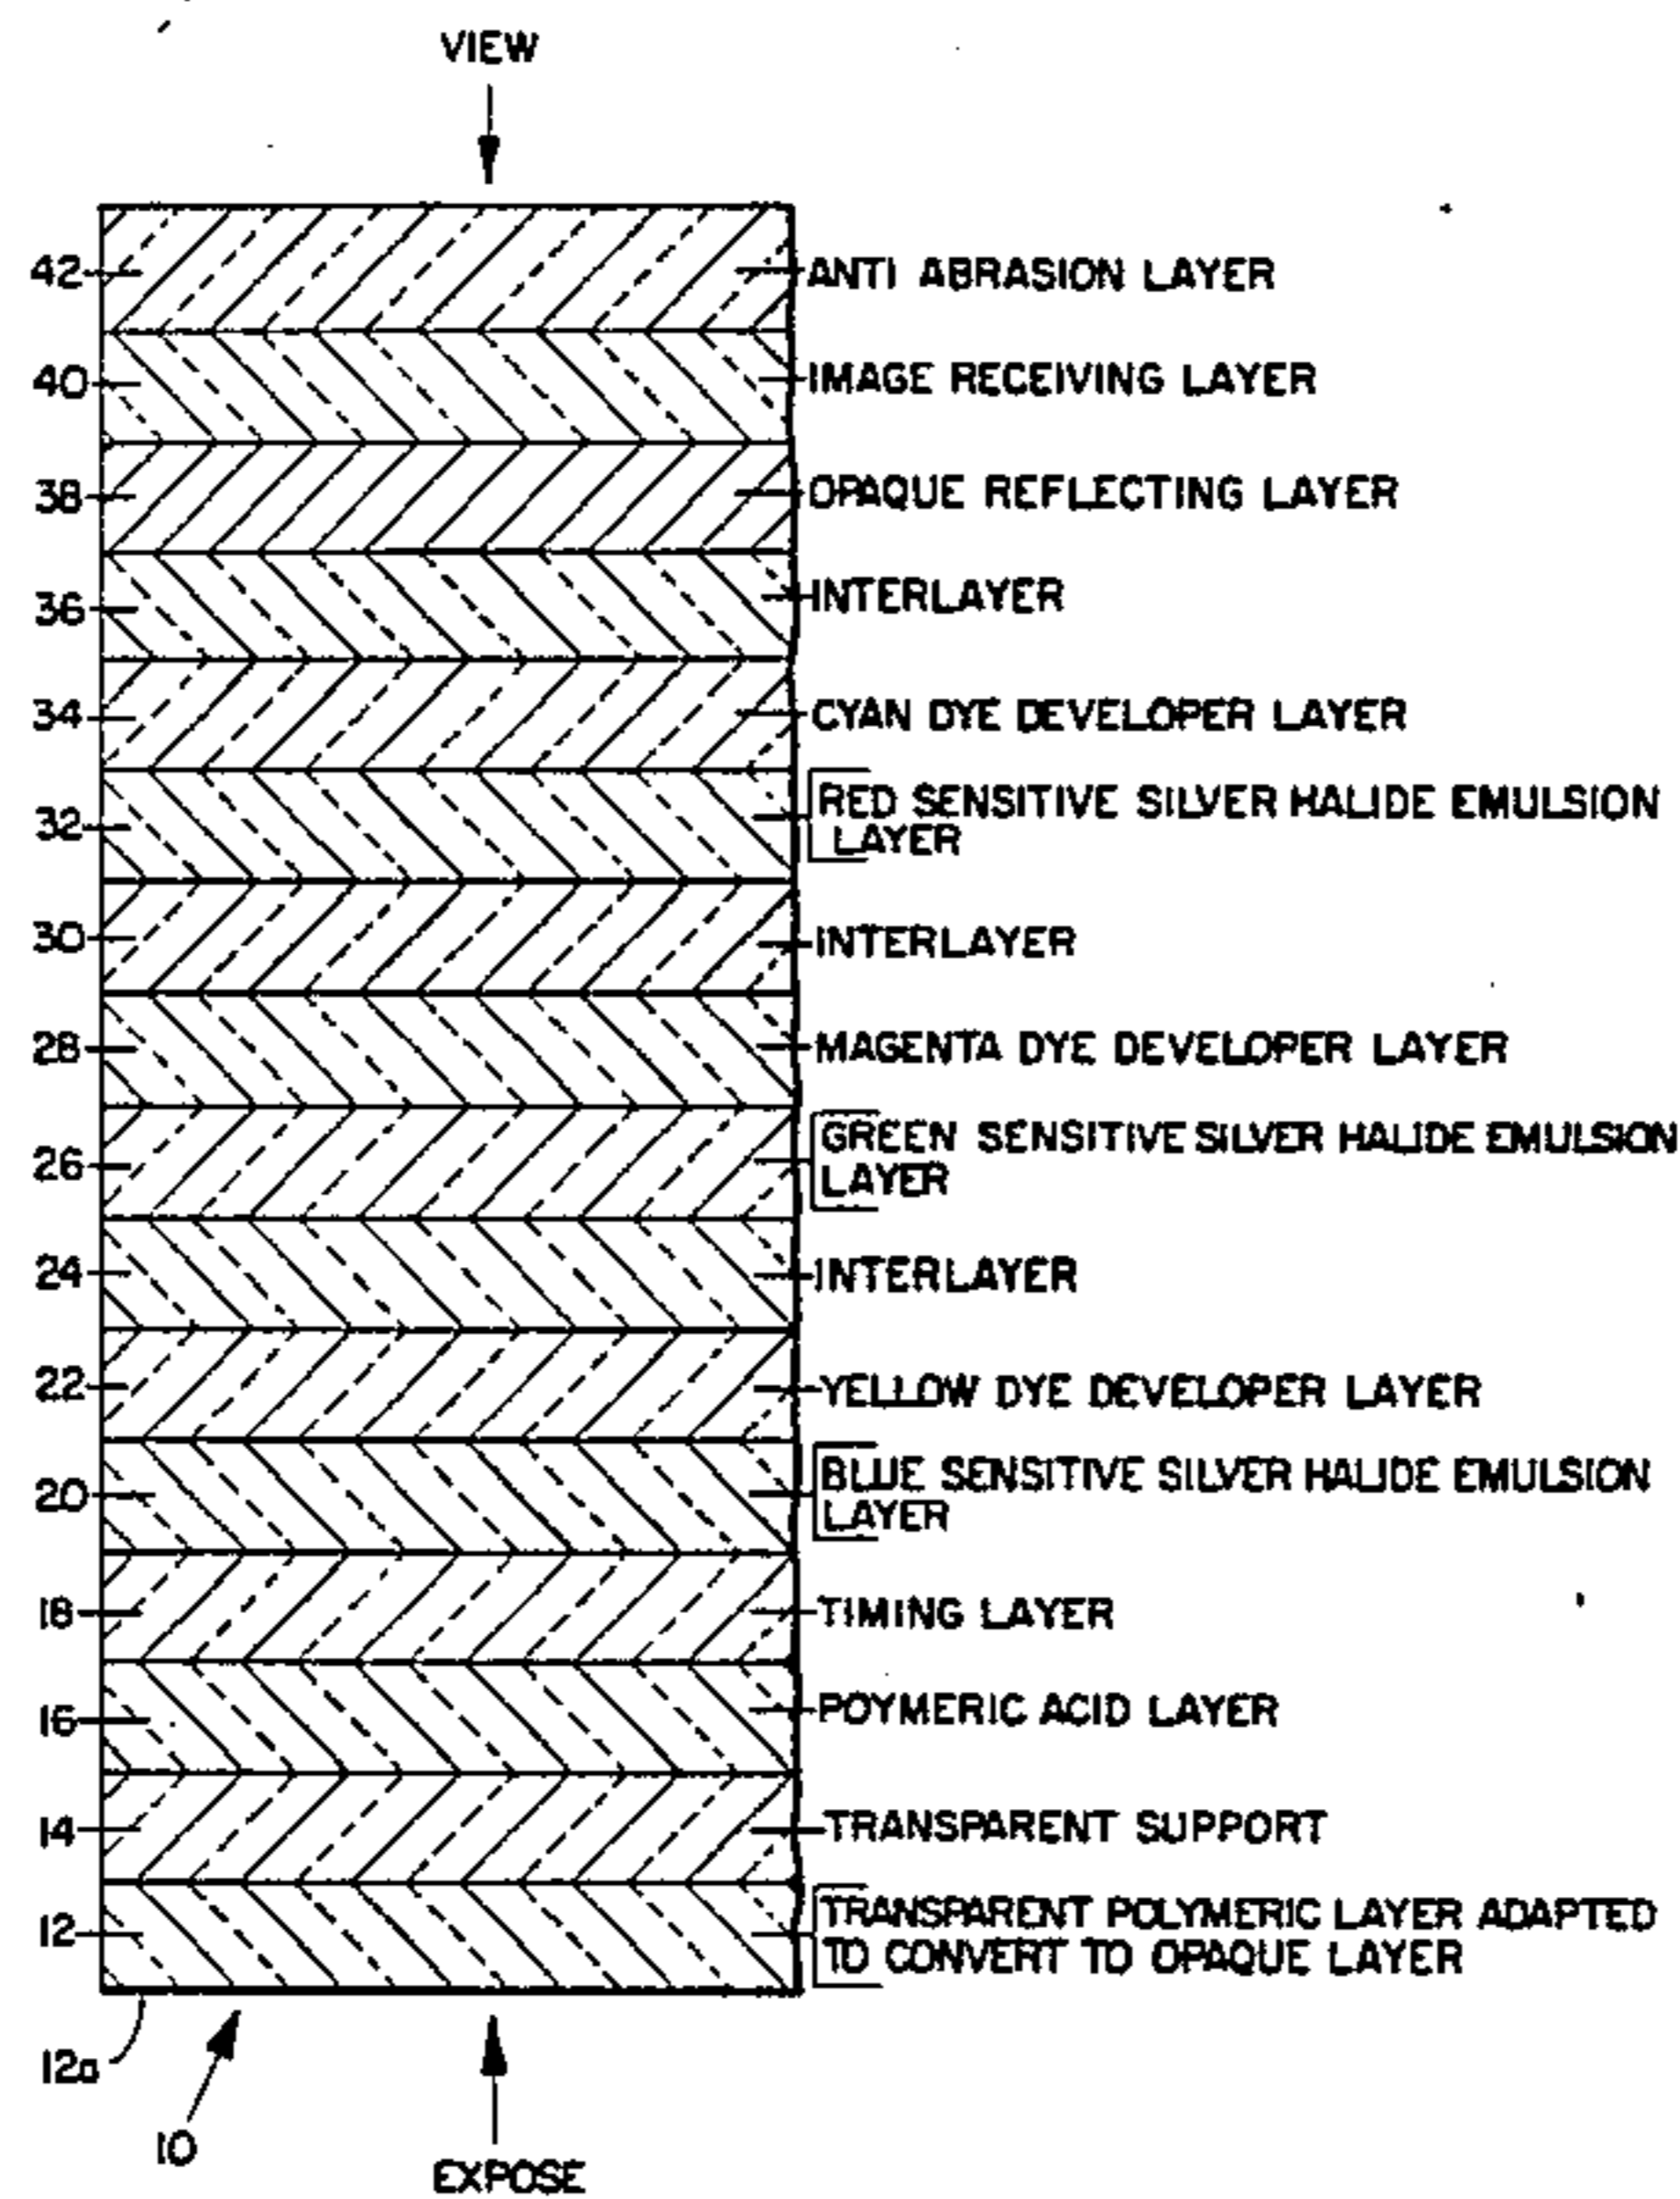 VIEW
42 ANTI ABRASION LAYER
40 IMAGE RECEIVING LAYER
38 OPAQUE REFLECTING LAYER
36 INTERLAYER
34 CYAN DYE DEVELOPER LAYER
32 RED SENSITIVE SILVER HALIDE EMULSION
LAYER
30 INTERLAYER
28 MAGENTA DYE DEVELOPER LAYER
26 GREEN SENSITIVE SILVER HALIDE EMULSION
LAYER
24 INTERLAYER
22 YELLOW DYE DEVELOPER LAYER
20 BLUE SENSITIVE SILVER HALIDE EMULSION
LAYER
18 TIMING LAYER
16 POYMERIC ACID LAYER
14 TRANSPARENT SUPPORT
12 TRANSPARENT POLYMERIC LAYER ADAPTED
TO CONVERT TO OPAQUE LAYER
12a
10
EXPOSE